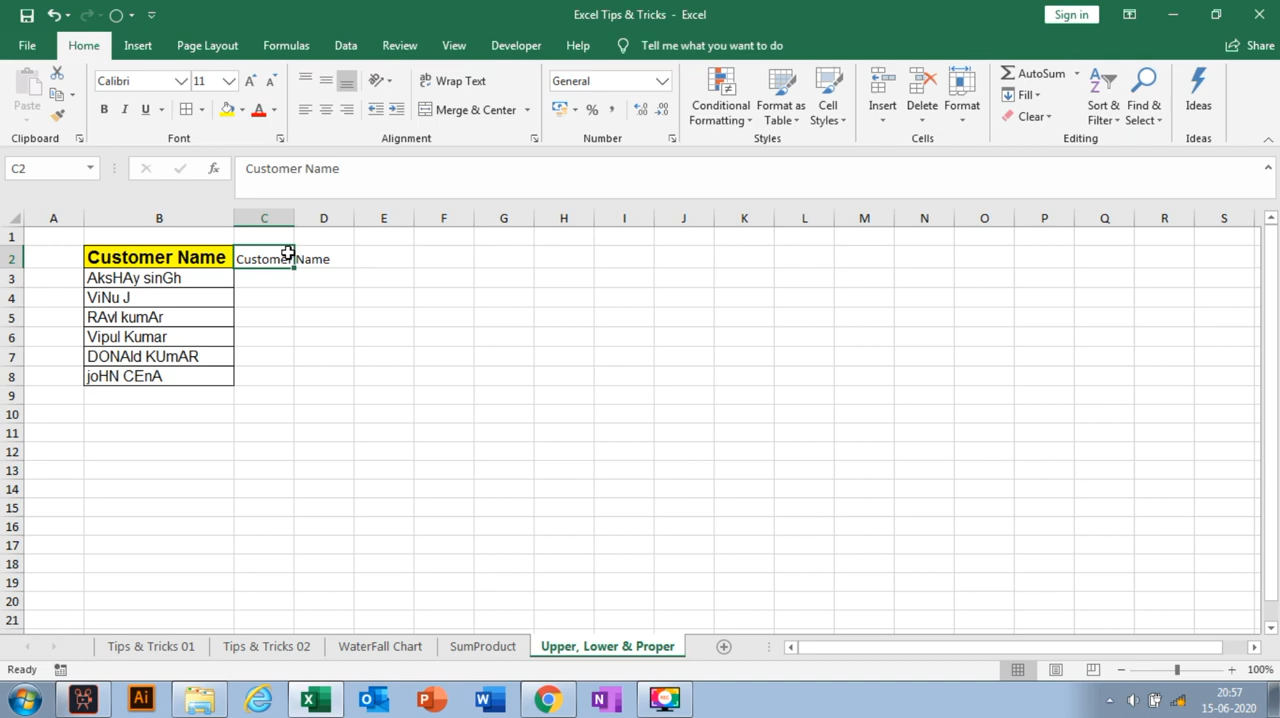 Excel Tips & Tricks - Excel
Sign in
File Home Insert Page Layout Formulas Data Review View Developer Help Tell me what you want to do Share
Paste
Clipboard
Calibri 11
B I U
Font
Wrap Text
Merge & Center
Alignment
General
Number
Conditional Formatting
Format as Table
Cell Styles
Styles
Insert Delete Format
Cells
AutoSum
Fill
Clear
Sort & Filter
Find & Select
Editing
Ideas
Ideas
C2 fx Customer Name
A B C D E F G H I J K L M N O P Q R S
1
2 Customer Name Customer Name
3 AksHAy sinGh
4 ViNu J
5 RAvI kumAr
6 Vipul Kumar
7 DONAld KUmAR
8 joHN CEnA
9
10
11
12
13
14
15
16
17
18
19
20
21
Tips & Tricks 01 Tips & Tricks 02 WaterFall Chart SumProduct Upper, Lower & Proper
Ready 100%
20:57
15-06-2020